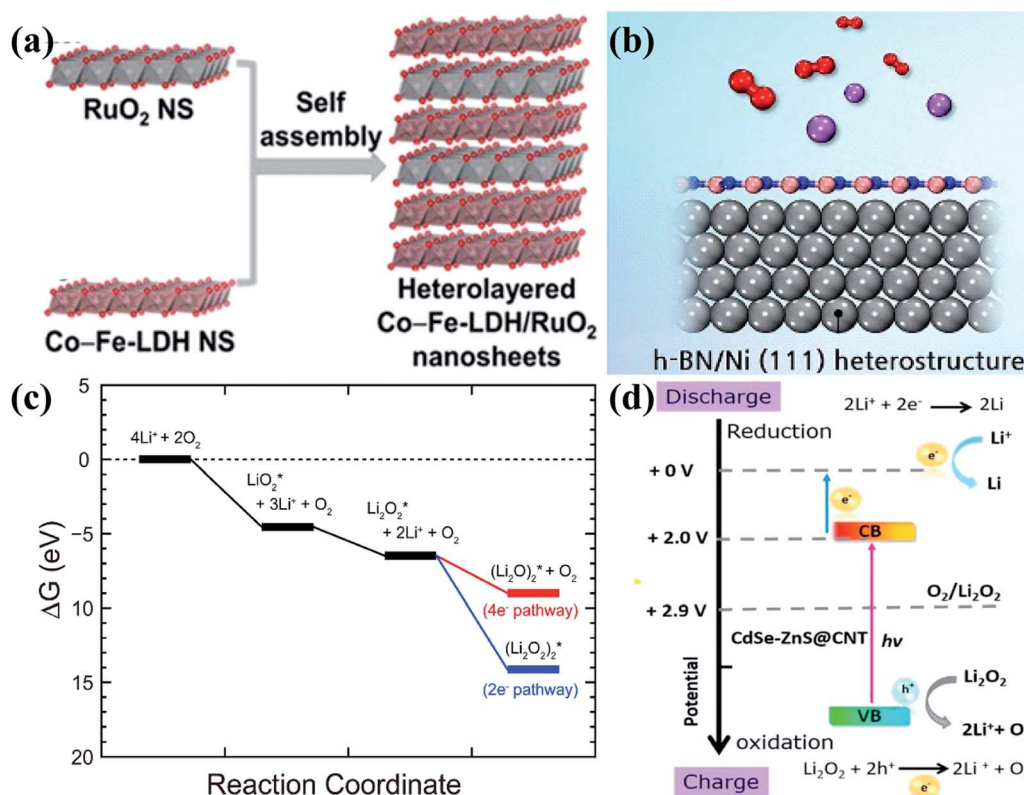 (a)
RuO₂ NS
Self
assembly
Co–Fe-LDH NS
Heterolayered
Co–Fe-LDH/RuO₂
nanosheets
(b)
h-BN/Ni (111) heterostructure
(c)
5
0
−5
10
15
20
ΔG (eV)
4Li⁺ + 2O₂
LiO₂*
+ 3Li⁺ + O₂
Li₂O₂*
+ 2Li⁺ + O₂
(Li₂O)₂* + O₂
(4e⁻ pathway)
(Li₂O₂)₂*
(2e⁻ pathway)
Reaction Coordinate
(d)
Discharge
2Li⁺ + 2e⁻ → 2Li
Reduction
+ 0 V
e⁻
Li⁺
Li
e⁻
CB
+ 2.0 V
O₂/Li₂O₂
+ 2.9 V
CdSe-ZnS@CNT
hv
Potential
h⁺
Li₂O₂
VB
2Li⁺+ O
oxidation
Li₂O₂ + 2h⁺ → 2Li ⁺ + O
e⁻
Charge